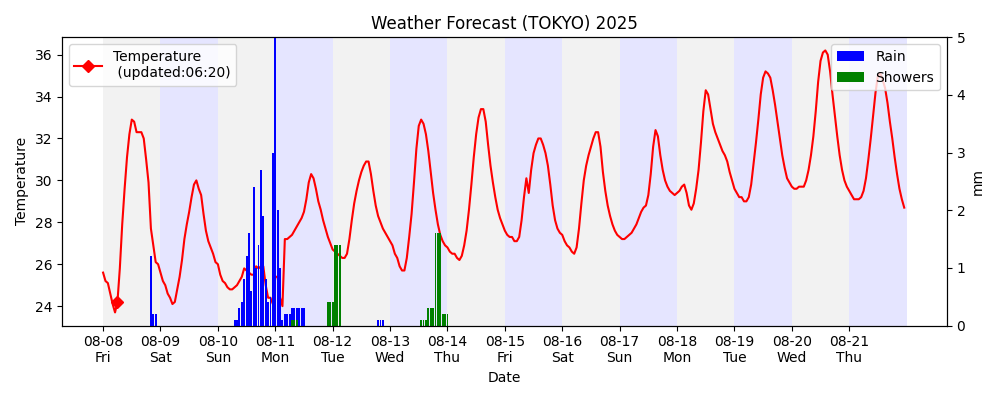 Weather Forecast (TOKYO) 2025
Temperature
(updated:06:20)
Rain
Showers
Temperature
36
34
32
30
28
26
24
5
4
3
2
1
0
mm
08-08 08-09 08-10 08-11 08-12 08-13 08-14 08-15 08-16 08-17 08-18 08-19 08-20 08-21
Fri Sat Sun Mon Tue Wed Thu Fri Sat Sun Mon Tue Wed Thu
Date